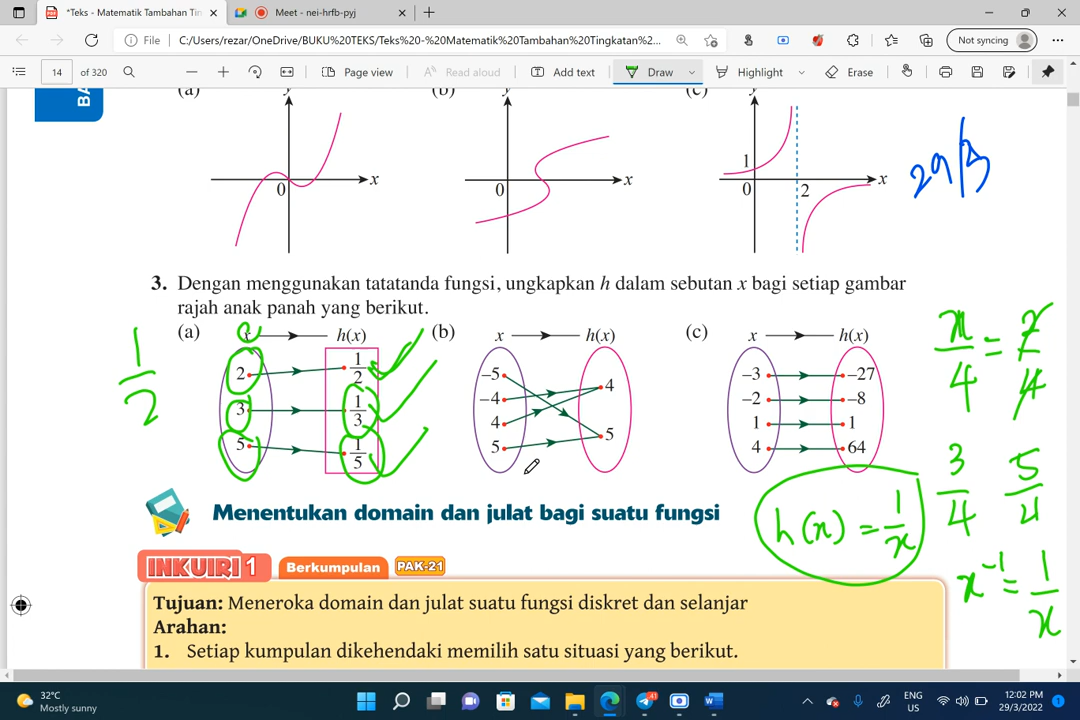 *Teks - Matematik Tambahan Tin
Meet - nei-hrfb-pyj
File
C:/Users/rezar/OneDrive/BUKU%20TEKS/Teks%20-%20Matematik%20Tambahan%20Tingkatan%2...
Not syncing
14 of 320
Page view
Read aloud
Add text
Draw
Highlight
Erase
BA
(a) y (b) y (c) y
0 x
0 x
1 0 2 x
29/3
3. Dengan menggunakan tatatanda fungsi, ungkapkan h dalam sebutan x bagi setiap gambar
rajah anak panah yang berikut.
(a) h(x)
2 1/2
3 1/3
5 1/5
1/2
(b) x h(x)
–5
–4 4
4
5 5
(c) x h(x)
–3 –27
–2 –8
1 1
4 64
3/4 5/4
h(x) = 1/x
x⁻¹ = 1/x
Menentukan domain dan julat bagi suatu fungsi
INKUIRI 1 Berkumpulan PAK-21
Tujuan: Meneroka domain dan julat suatu fungsi diskret dan selanjar
Arahan:
1. Setiap kumpulan dikehendaki memilih satu situasi yang berikut.
32°C
Mostly sunny
41
ENG
US
12:02 PM
29/3/2022
1